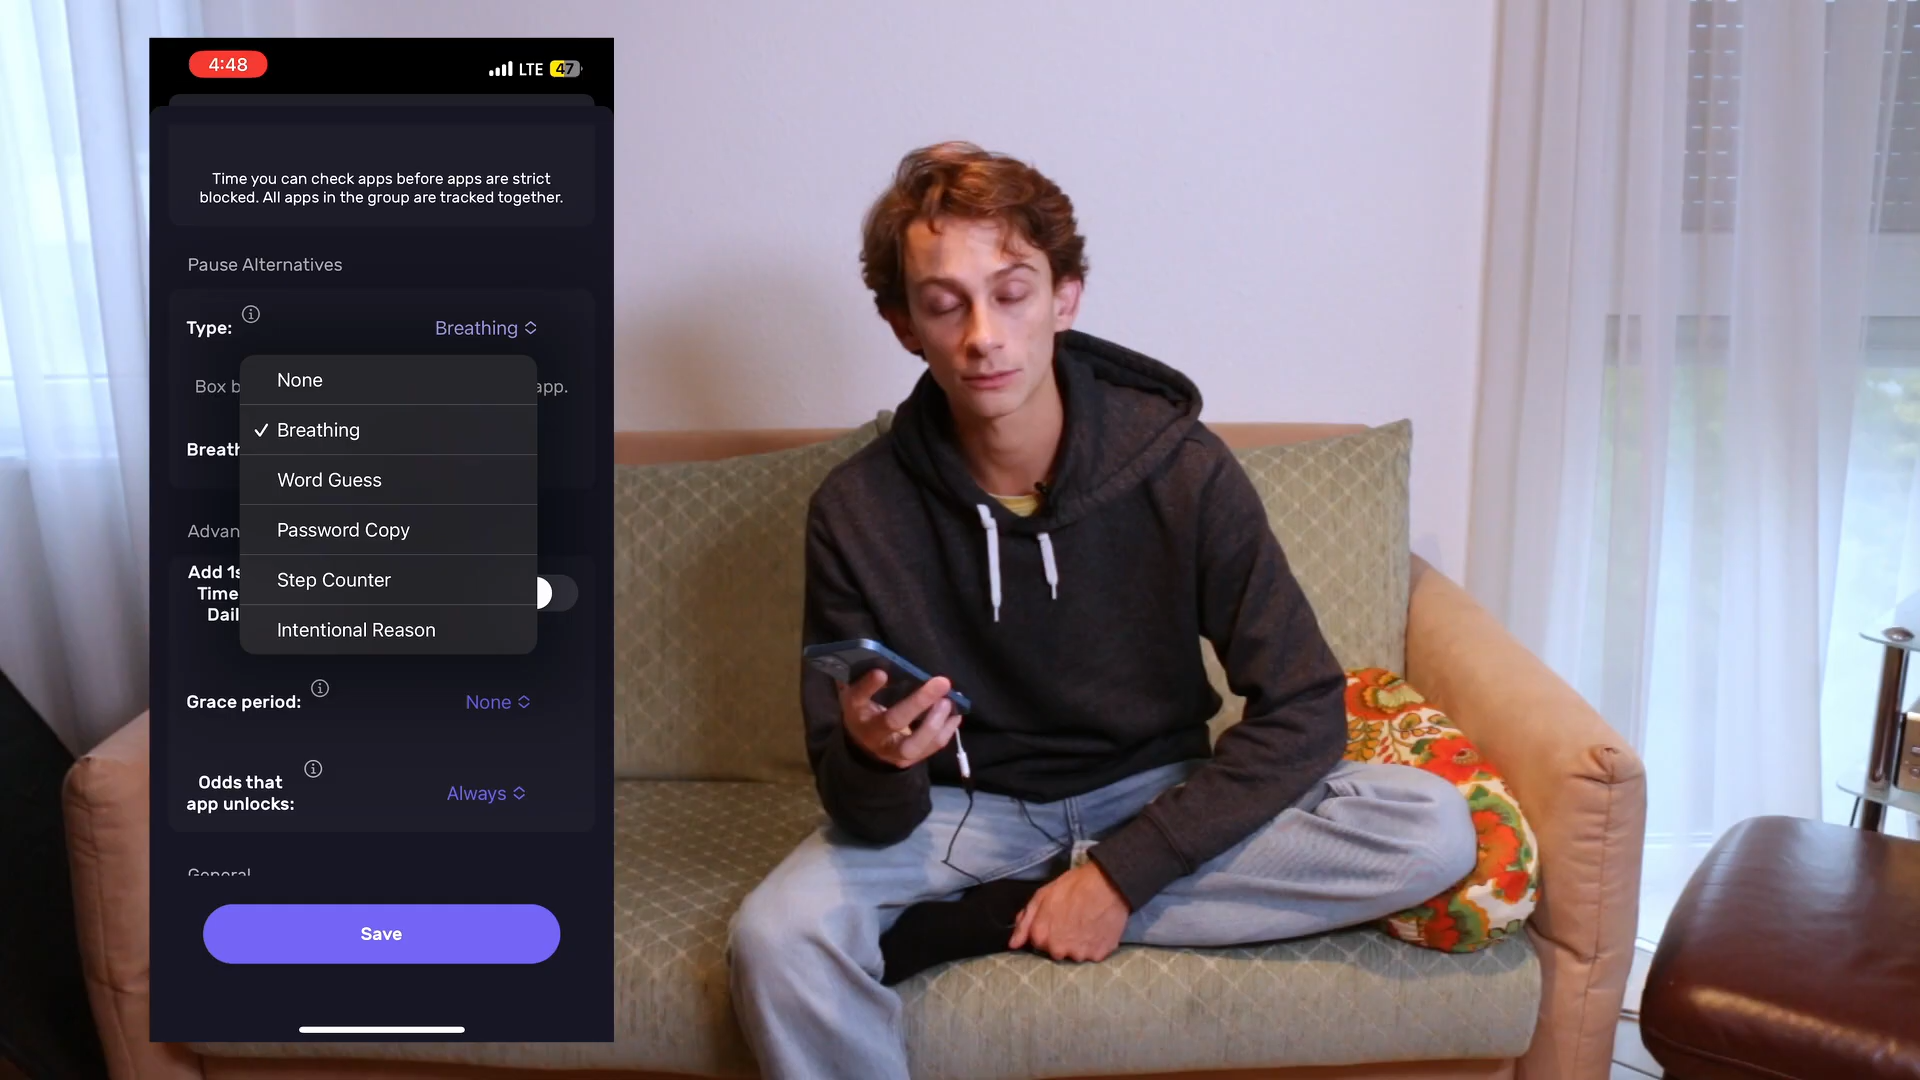 4:48
LTE 47
Time you can check apps before apps are strict
blocked. All apps in the group are tracked together.
Pause Alternatives
Type:
Breathing
None
Box b
app.
Breathing
Breath
Word Guess
Advan
Password Copy
Add 1s
Time
Dail
Step Counter
Intentional Reason
Grace period:
None
Odds that
app unlocks:
Always
General
Save